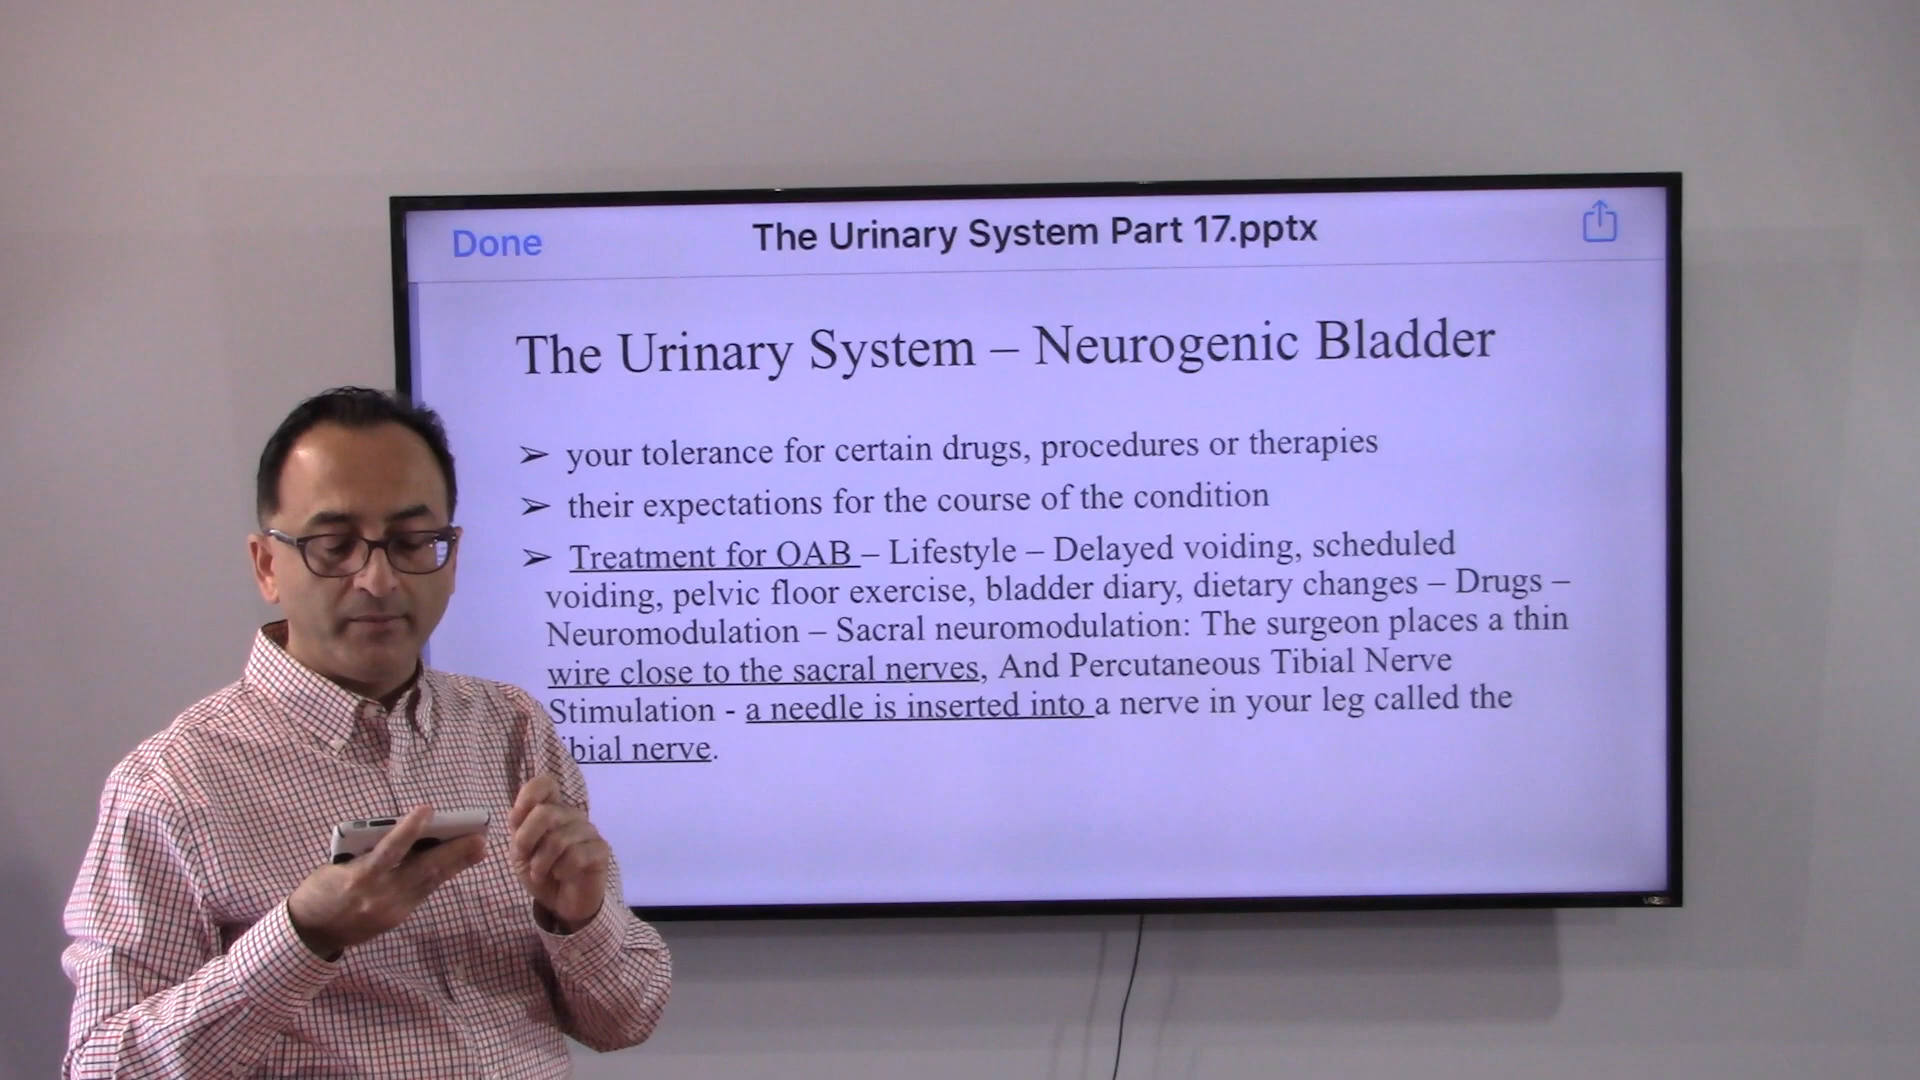 Done
The Urinary System Part 17.pptx
The Urinary System – Neurogenic Bladder
➢ your tolerance for certain drugs, procedures or therapies
➢ their expectations for the course of the condition
➢ Treatment for OAB – Lifestyle – Delayed voiding, scheduled
voiding, pelvic floor exercise, bladder diary, dietary changes – Drugs –
Neuromodulation – Sacral neuromodulation: The surgeon places a thin
wire close to the sacral nerves, And Percutaneous Tibial Nerve
Stimulation - a needle is inserted into a nerve in your leg called the
ibial nerve.
VIZIO